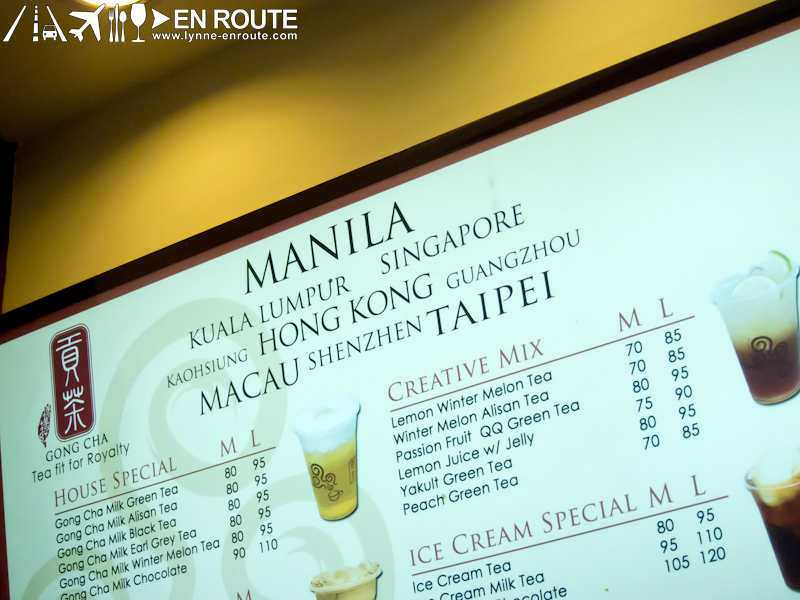 EN ROUTE
www.lynne-enroute.com
MANILA
KUALA LUMPUR SINGAPORE
KAOHSIUNG HONG KONG GUANGZHOU
MACAU SHENZHEN TAIPEI
貢茶
GONG CHA
Tea fit for Royalty
HOUSE SPECIAL M L
Gong Cha Milk Green Tea 80 95
Gong Cha Milk Alisan Tea 80 95
Gong Cha Milk Black Tea 80 95
Gong Cha Milk Earl Grey Tea 80 95
Gong Cha Milk Winter Melon Tea 80 95
Gong Cha Milk Chocolate 90 110
M
CREATIVE MIX M L
Lemon Winter Melon Tea 70 85
Winter Melon Alisan Tea 70 85
Passion Fruit QQ Green Tea 80 95
Lemon Juice w/ Jelly 75 90
Yakult Green Tea 80 95
Peach Green Tea 70 85
ICE CREAM SPECIAL M L
Ice Cream Tea 80 95
Ice Cream Milk Tea 95 110
Chocolate 105 120